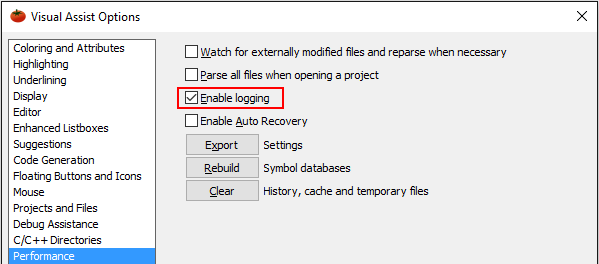 Visual Assist Options
Coloring and Attributes
Highlighting
Underlining
Display
Editor
Enhanced Listboxes
Suggestions
Code Generation
Floating Buttons and Icons
Mouse
Projects and Files
Debug Assistance
C/C++ Directories
Performance
Watch for externally modified files and reparse when necessary
Parse all files when opening a project
Enable logging
Enable Auto Recovery
Export Settings
Rebuild Symbol databases
Clear History, cache and temporary files